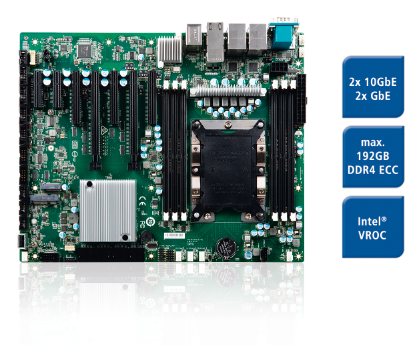 2x 10GbE
2x GbE
max.
192GB
DDR4 ECC
Intel®
VROC